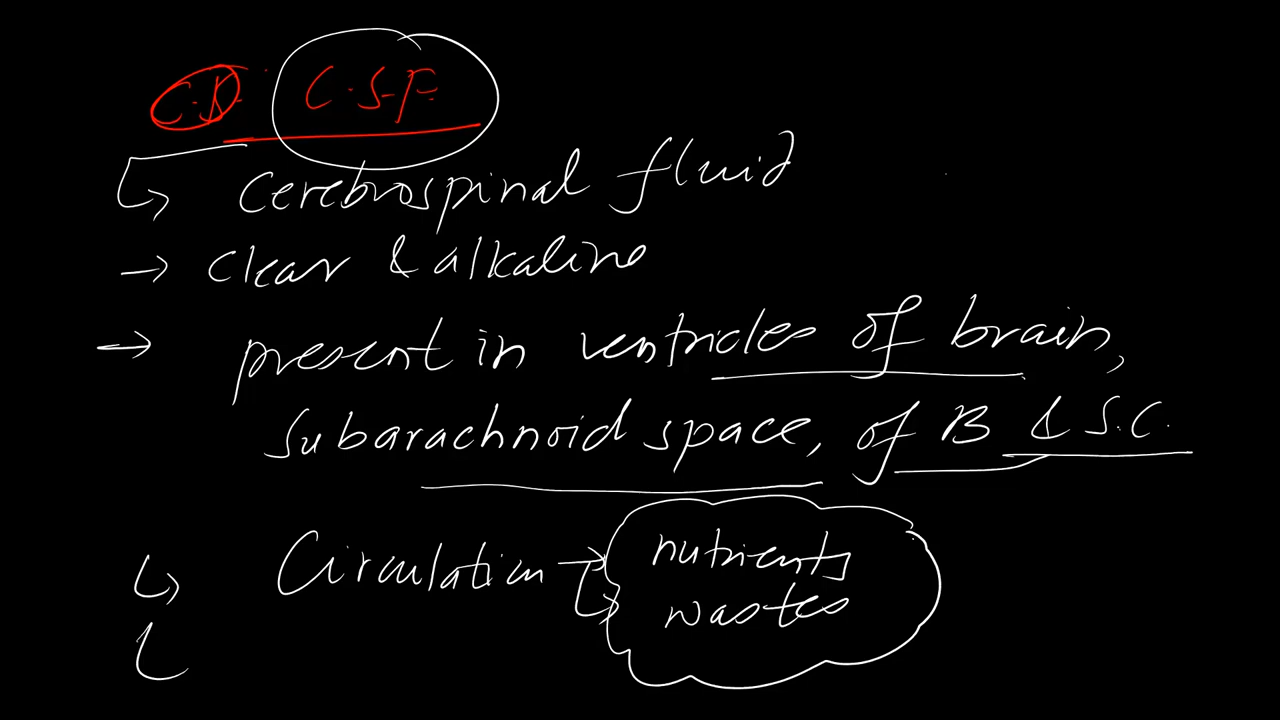 C.S.F.
Cerebrospinal fluid
→ Clear & alkaline
→ present in ventricles of brain,
subarachnoid space, of B & S.C.
Circulation → nutrients
wastes